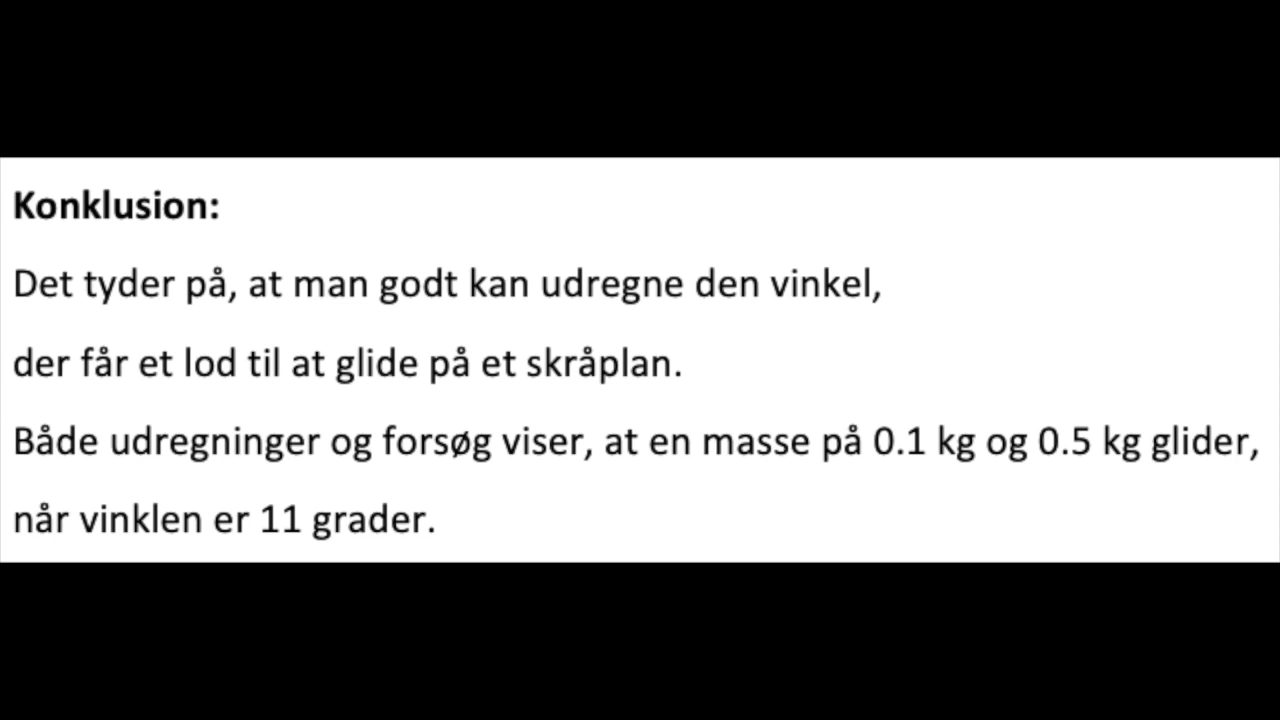 Konklusion:
Det tyder på, at man godt kan udregne den vinkel,
der får et lod til at glide på et skråplan.
Både udregninger og forsøg viser, at en masse på 0.1 kg og 0.5 kg glider,
når vinklen er 11 grader.